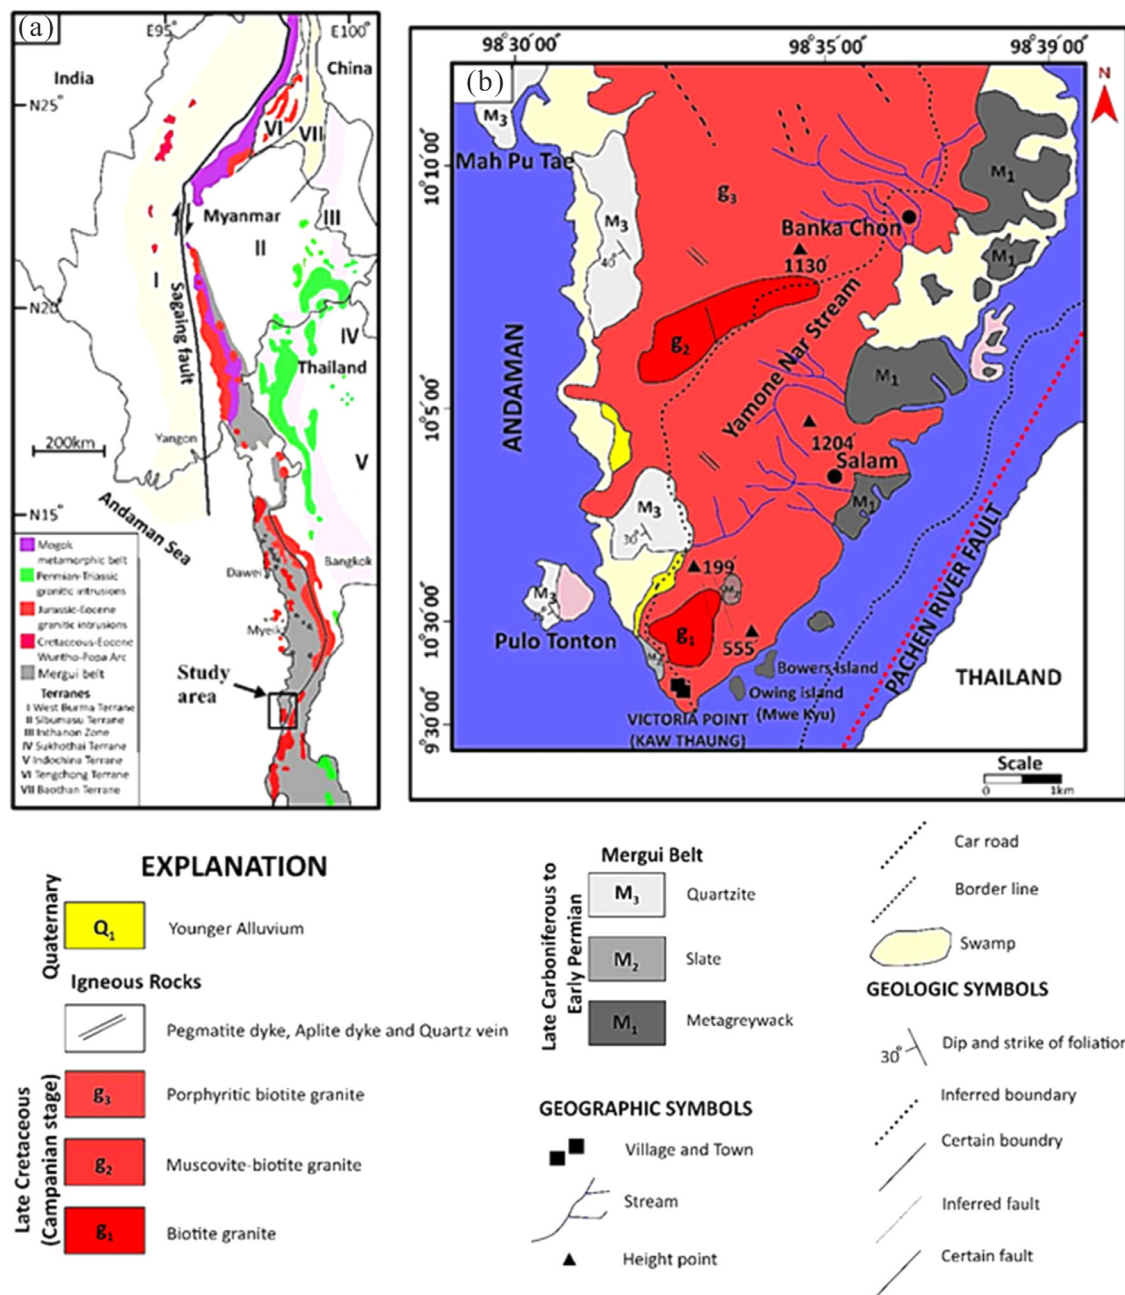 (a)
E95°
E100°
India
China
N25°
VI
VII
Myanmar
III
II
I
Sagaing fault
N20
IV
Thailand
200km
Yangon
V
N15°
Andaman Sea
Bangkok
Dawei
Myeik
Study
area
Mogok
metamorphic belt
Permian-Triassic
granitic intrusions
Jurassic-Eocene
granitic intrusions
Cretaceous-Eocene
Wuntho-Popa Arc
Mergui belt
Terranes
I West Burma Terrane
II Sibumasu Terrane
III Inthanon Zone
IV Sukhothai Terrane
V Indochina Terrane
VI Tengchong Terrane
VII Baothan Terrane
98°30´00˝
98°35´00˝
98°39´00˝
(b)
N
M3
Mah Pu Tae
10°10´00˝
g3
M1
M3
40°
Banka Chon
1130´
M1
g2
Yamone Nar Stream
ANDAMAN
M1
10°5´00˝
1204´
Salam
M3
30°
M1
PACHEN RIVER FAULT
199
M2
M3
Pulo Tonton
10°30´00˝
g1
555´
M2
Bowers Island
Owing island
(Mwe Kyu)
THAILAND
VICTORIA POINT
(KAW THAUNG)
9°30´00˝
Scale
0 1km
EXPLANATION
Quaternary
Q1
Younger Alluvium
Igneous Rocks
Pegmatite dyke, Aplite dyke and Quartz vein
Late Cretaceous
(Campanian stage)
g3
Porphyritic biotite granite
g2
Muscovite-biotite granite
g1
Biotite granite
Mergui Belt
Late Carboniferous to
Early Permian
M3
Quartzite
M2
Slate
M1
Metagreywack
GEOGRAPHIC SYMBOLS
Village and Town
Stream
Height point
Car road
Border line
Swamp
GEOLOGIC SYMBOLS
30°
Dip and strike of foliation
Inferred boundary
Certain boundry
Inferred fault
Certain fault